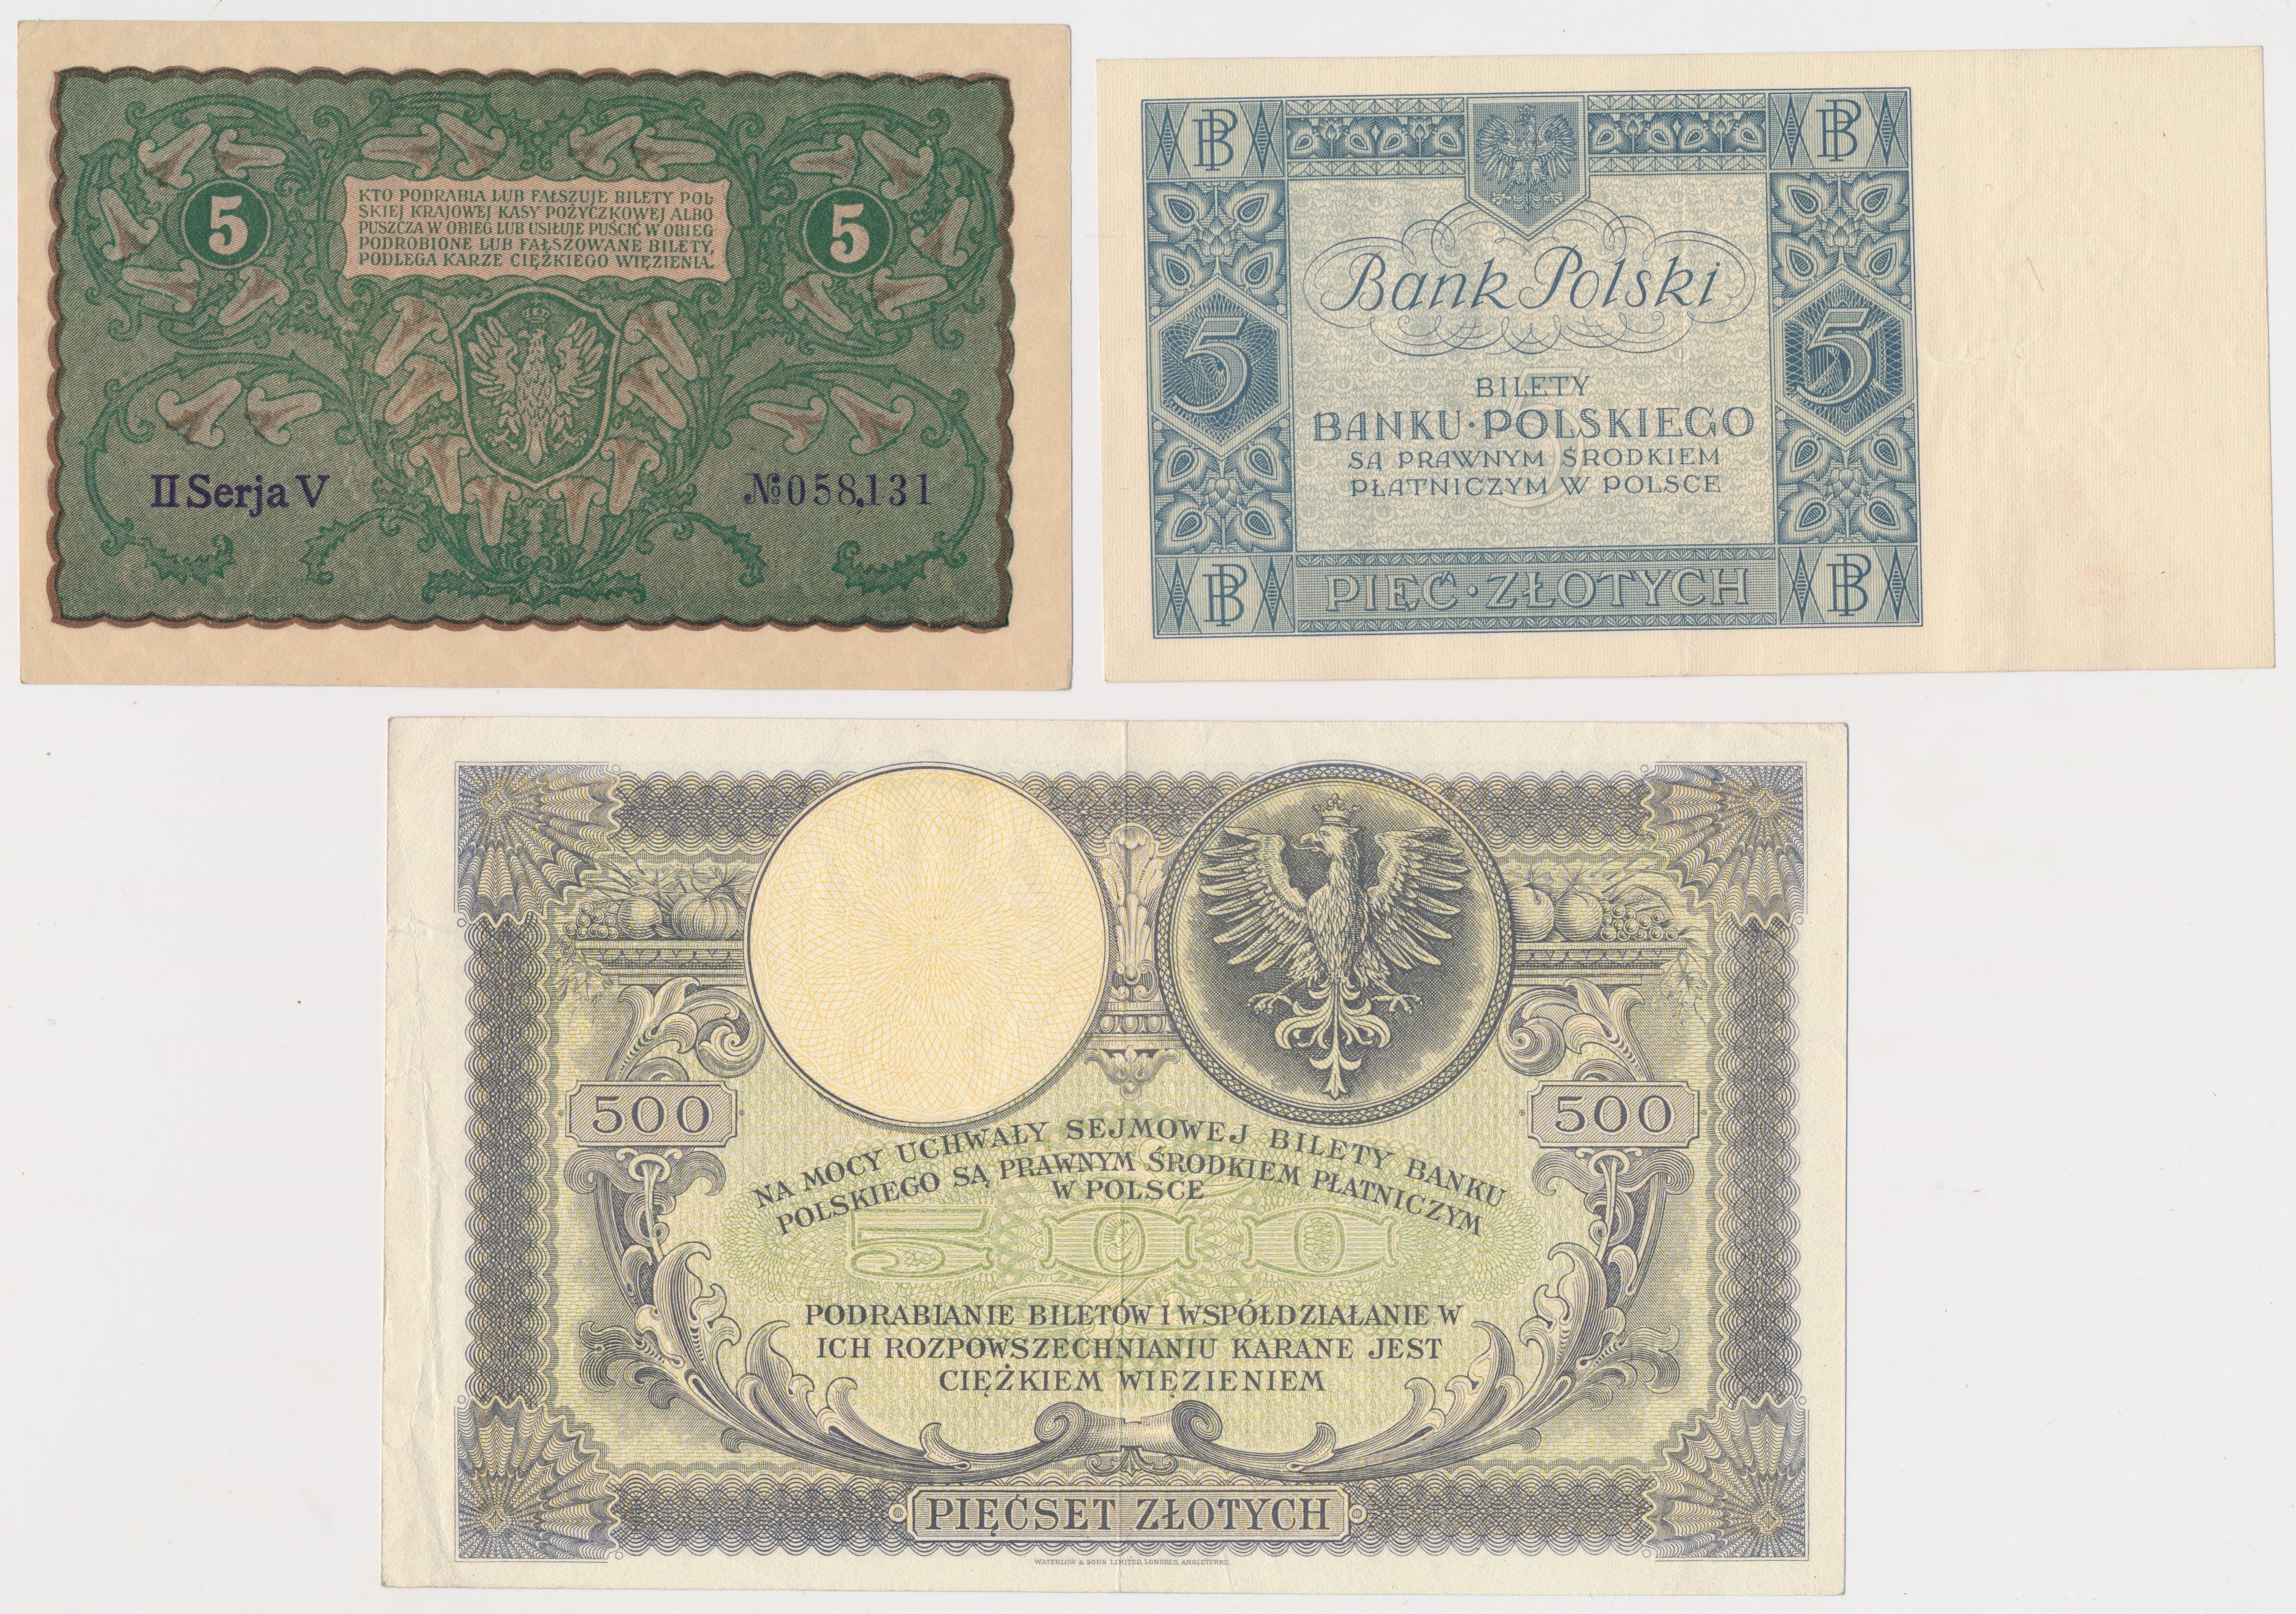 5
KTO PODRABIA LUB FAŁSZUJE BILETY POL
SKIEJ KRAJOWEJ KASY POŻYCZKOWEJ ALBO
PUSZCZA W OBIEG LUB USIŁUJE PUŚCIĆ W OBIEG
PODROBIONE LUB FAŁSZOWANE BILETY,
PODLEGA KARZE CIĘŻKIEGO WIĘZIENIA.
5
II Serja V
№ 058,131
BP
BP
Bank Polski
5
5
BILETY
BANKU · POLSKIEGO
SĄ PRAWNYM ŚRODKIEM
PŁATNICZYM W POLSCE
5
BP
PIĘĆ · ZŁOTYCH
BP
500
500
NA MOCY UCHWAŁY SEJMOWEJ BILETY BANKU
POLSKIEGO SĄ PRAWNYM ŚRODKIEM PŁATNICZYM
W POLSCE
500
PODRABIANIE BILETÓW I WSPÓŁDZIAŁANIE W
ICH ROZPOWSZECHNIANIU KARANE JEST
CIĘŻKIEM WIĘZIENIEM
PIĘĆSET ZŁOTYCH
WATERLOW & SONS LIMITED, LONDRES, ANGLETERRE.